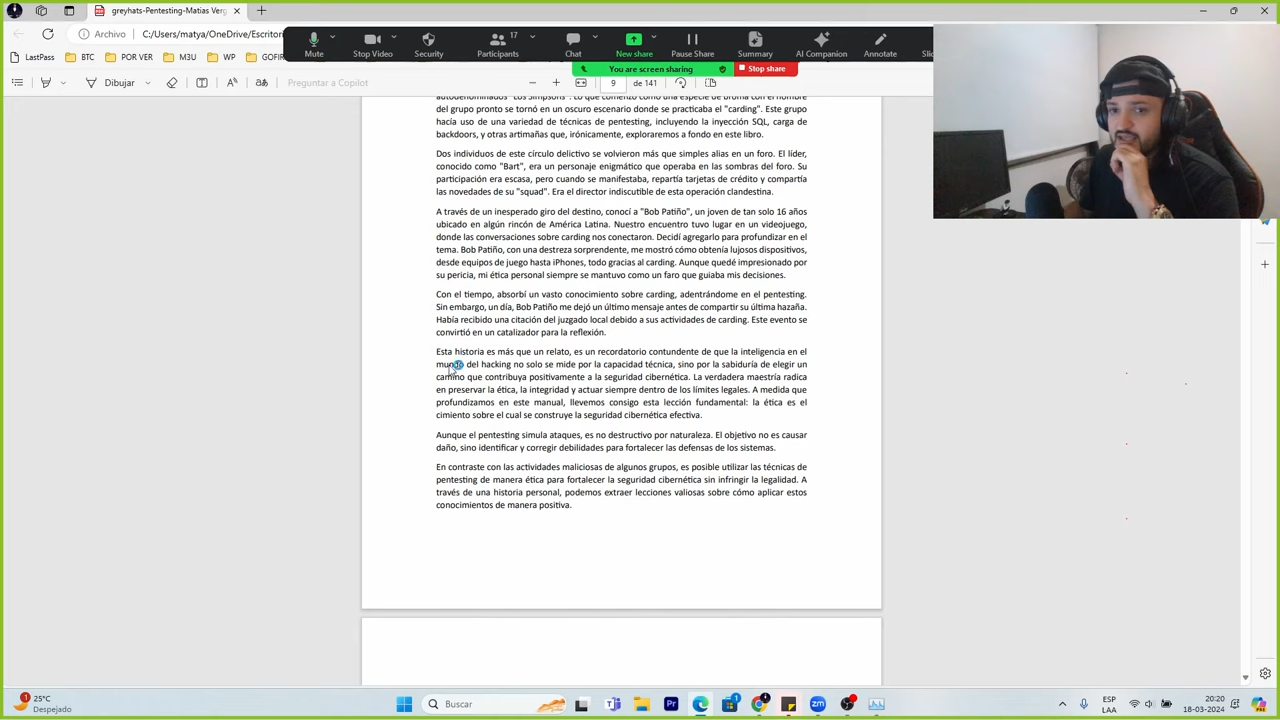 greyhats-Pentesting-Matias Verg
Archivo
C:/Users/matya/OneDrive/Escritori
LastPass
BTC
POR VER
M3U
WP
GOFIR
Dibujar
Preguntar a Copilot
Mute
Stop Video
Security
Participants
17
Chat
New share
Pause Share
Summary
AI Companion
Annotate
You are screen sharing
Stop share
9
de 141
autodenominados "Los Simpsons". Lo que comenzó como una especie de broma con el nombre
del grupo pronto se tornó en un oscuro escenario donde se practicaba el "carding". Este grupo
hacía uso de una variedad de técnicas de pentesting, incluyendo la inyección SQL, carga de
backdoors, y otras artimañas que, irónicamente, exploraremos a fondo en este libro.
Dos individuos de este círculo delictivo se volvieron más que simples alias en un foro. El líder,
conocido como "Bart", era un personaje enigmático que operaba en las sombras del foro. Su
participación era escasa, pero cuando se manifestaba, repartía tarjetas de crédito y compartía
las novedades de su "squad". Era el director indiscutible de esta operación clandestina.
A través de un inesperado giro del destino, conocí a "Bob Patiño", un joven de tan solo 16 años
ubicado en algún rincón de América Latina. Nuestro encuentro tuvo lugar en un videojuego,
donde las conversaciones sobre carding nos conectaron. Decidí agregarlo para profundizar en el
tema. Bob Patiño, con una destreza sorprendente, me mostró cómo obtenía lujosos dispositivos,
desde equipos de juego hasta iPhones, todo gracias al carding. Aunque quedé impresionado por
su pericia, mi ética personal siempre se mantuvo como un faro que guiaba mis decisiones.
Con el tiempo, absorbí un vasto conocimiento sobre carding, adentrándome en el pentesting.
Sin embargo, un día, Bob Patiño me dejó un último mensaje antes de compartir su última hazaña.
Había recibido una citación del juzgado local debido a sus actividades de carding. Este evento se
convirtió en un catalizador para la reflexión.
Esta historia es más que un relato, es un recordatorio contundente de que la inteligencia en el
mundo del hacking no solo se mide por la capacidad técnica, sino por la sabiduría de elegir un
camino que contribuya positivamente a la seguridad cibernética. La verdadera maestría radica
en preservar la ética, la integridad y actuar siempre dentro de los límites legales. A medida que
profundizamos en este manual, llevemos consigo esta lección fundamental: la ética es el
cimiento sobre el cual se construye la seguridad cibernética efectiva.
Aunque el pentesting simula ataques, es no destructivo por naturaleza. El objetivo no es causar
daño, sino identificar y corregir debilidades para fortalecer las defensas de los sistemas.
En contraste con las actividades maliciosas de algunos grupos, es posible utilizar las técnicas de
pentesting de manera ética para fortalecer la seguridad cibernética sin infringir la legalidad. A
través de una historia personal, podemos extraer lecciones valiosas sobre cómo aplicar estos
conocimientos de manera positiva.
25°C
Despejado
Buscar
ESP
LAA
20:20
18-03-2024